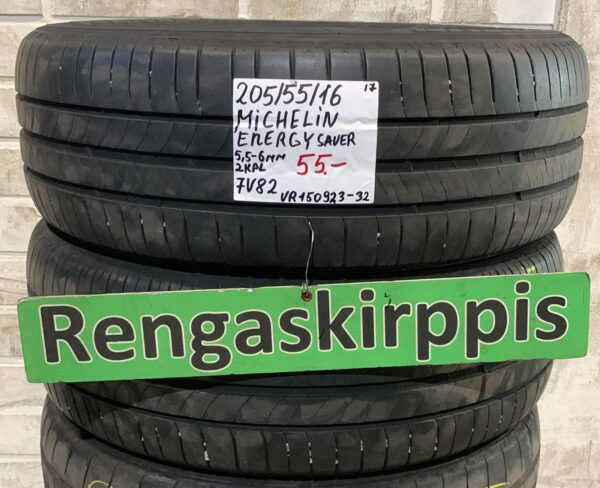 205/55/16 17
MiCHELiN
ENERGY SAVER
5,5-6MM
2KPL 55.-
7V82 VR150923-32
Rengaskirppis